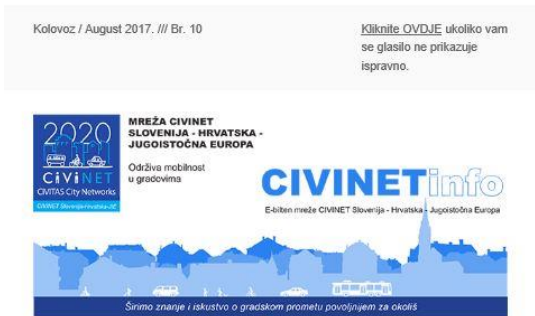 Kolovoz / August 2017. /// Br. 10
Kliknite OVDJE ukoliko vam
se glasilo ne prikazuje
ispravno.
2020
CiViNET
CIVITAS City Networks
CIVINET Slovenija-Hrvatska-JIE
MREŽA CIVINET
SLOVENIJA - HRVATSKA -
JUGOISTOČNA EUROPA
Održiva mobilnost
u gradovima
CIVINETinfo
E-bilten mreže CIVINET Slovenija - Hrvatska - Jugoistočna Europa
Širimo znanje i iskustvo o gradskom prometu povoljnijem za okoliš